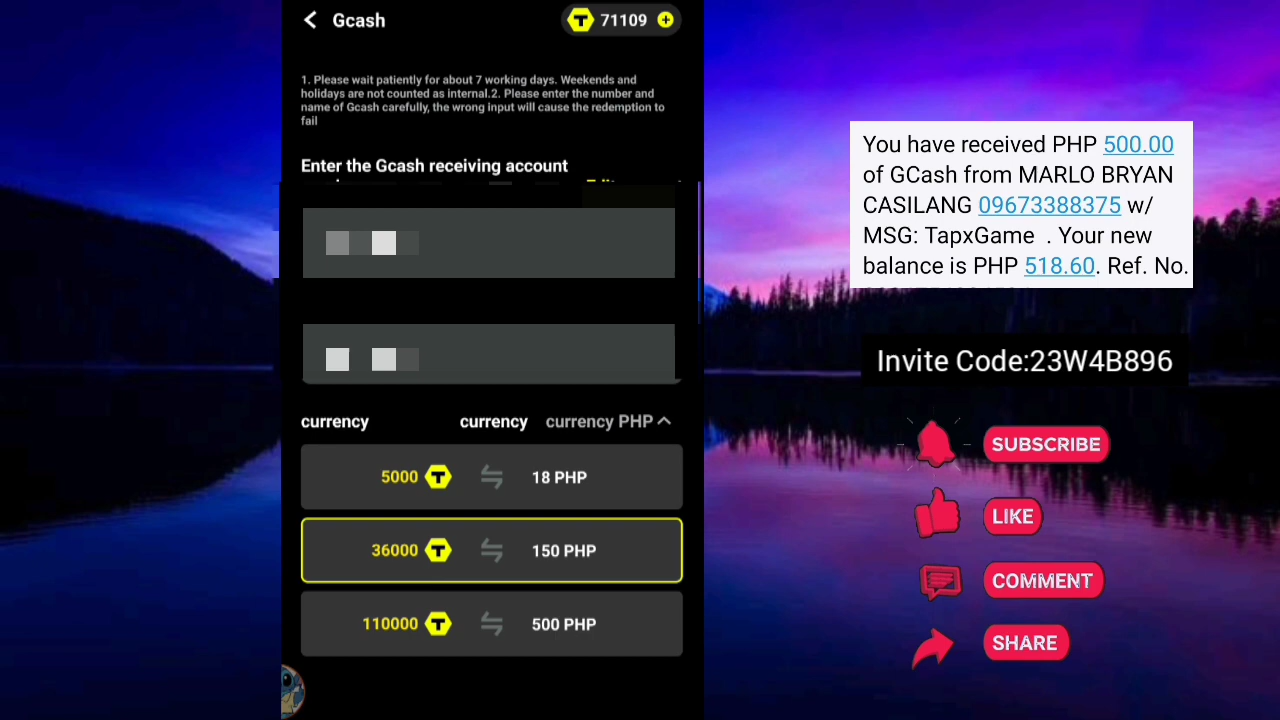 Gcash
71109
1. Please wait patiently for about 7 working days. Weekends and
holidays are not counted as internal.2. Please enter the number and
name of Gcash carefully, the wrong input will cause the redemption to
fail
Enter the Gcash receiving account
currency currency currency PHP
5000 T 18 PHP
36000 T 150 PHP
110000 T 500 PHP
You have received PHP 500.00
of GCash from MARLO BRYAN
CASILANG 09673388375 w/
MSG: TapxGame . Your new
balance is PHP 518.60. Ref. No.
Invite Code:23W4B896
SUBSCRIBE
LIKE
COMMENT
SHARE